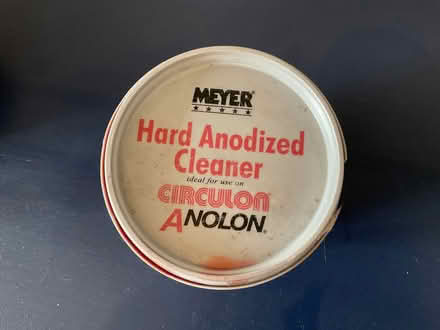 MEYER®
★★★★★
Hard Anodized
Cleaner
ideal for use on
CIRCULON®
ANOLON®